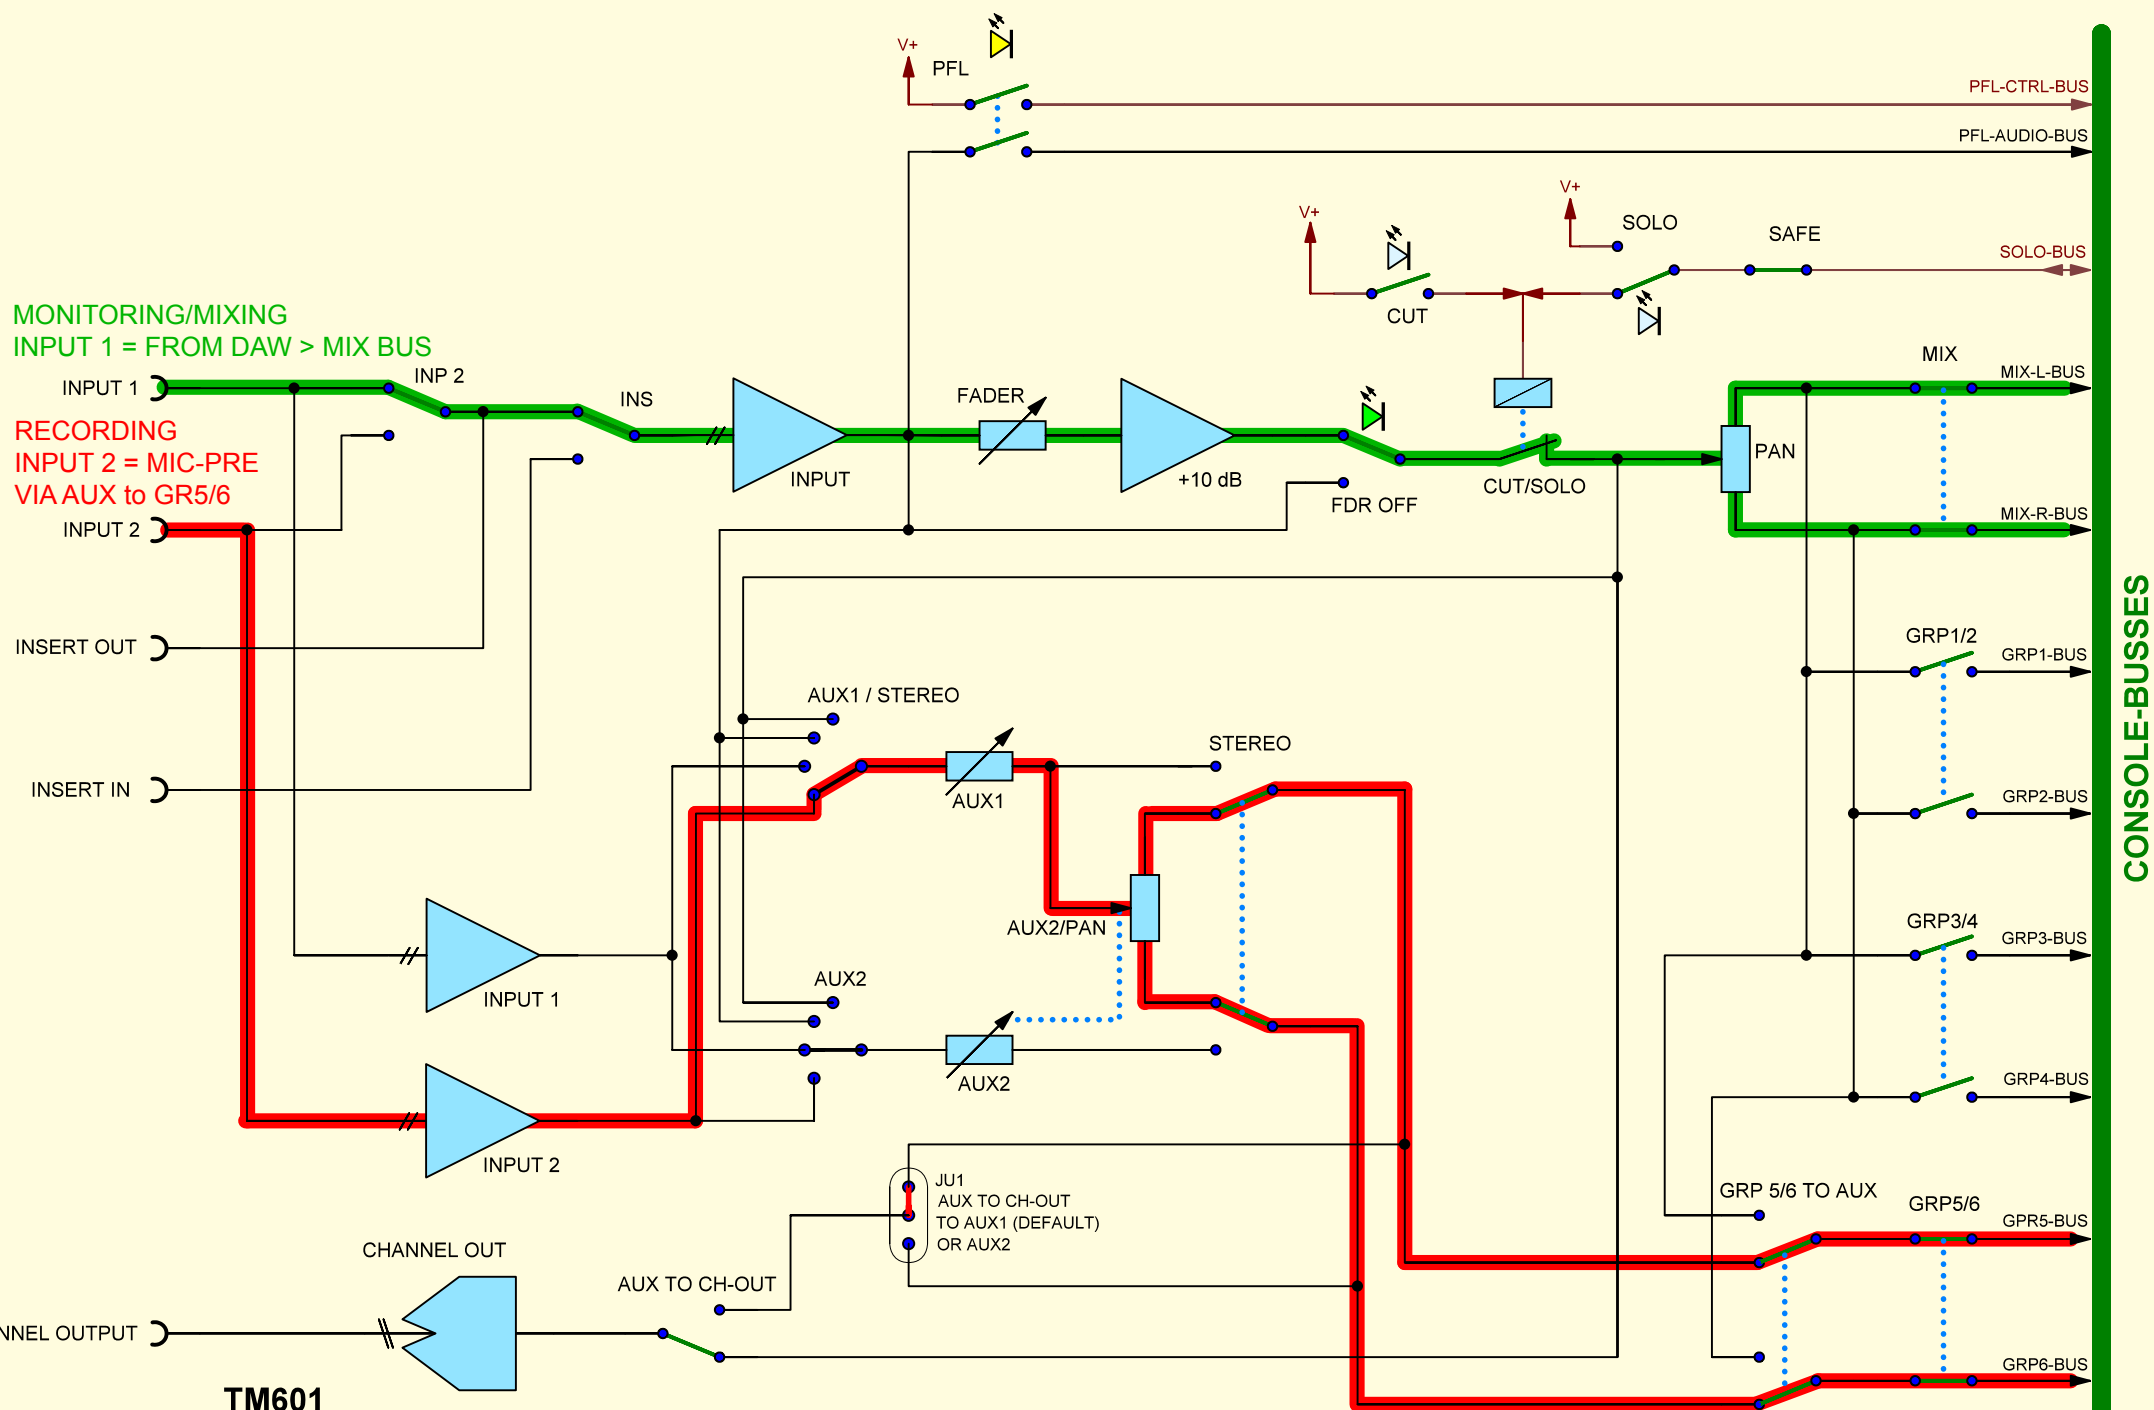 V+
PFL
PFL-CTRL-BUS
PFL-AUDIO-BUS
V+
SOLO
SAFE
SOLO-BUS
V+
CUT
MONITORING/MIXING
INPUT 1 = FROM DAW > MIX BUS
INPUT 1
INP 2
INS
FADER
MIX
MIX-L-BUS
RECORDING
INPUT 2 = MIC-PRE
VIA AUX to GR5/6
INPUT 2
INPUT
+10 dB
FDR OFF
CUT/SOLO
PAN
MIX-R-BUS
CONSOLE-BUSSES
INSERT OUT
GRP1/2
GRP1-BUS
AUX1 / STEREO
STEREO
INSERT IN
AUX1
GRP2-BUS
AUX2/PAN
GRP3/4
GRP3-BUS
INPUT 1
AUX2
AUX2
GRP4-BUS
INPUT 2
JU1
AUX TO CH-OUT
TO AUX1 (DEFAULT)
OR AUX2
GRP 5/6 TO AUX
GRP5/6
GPR5-BUS
CHANNEL OUT
AUX TO CH-OUT
NNEL OUTPUT
GRP6-BUS
TM601